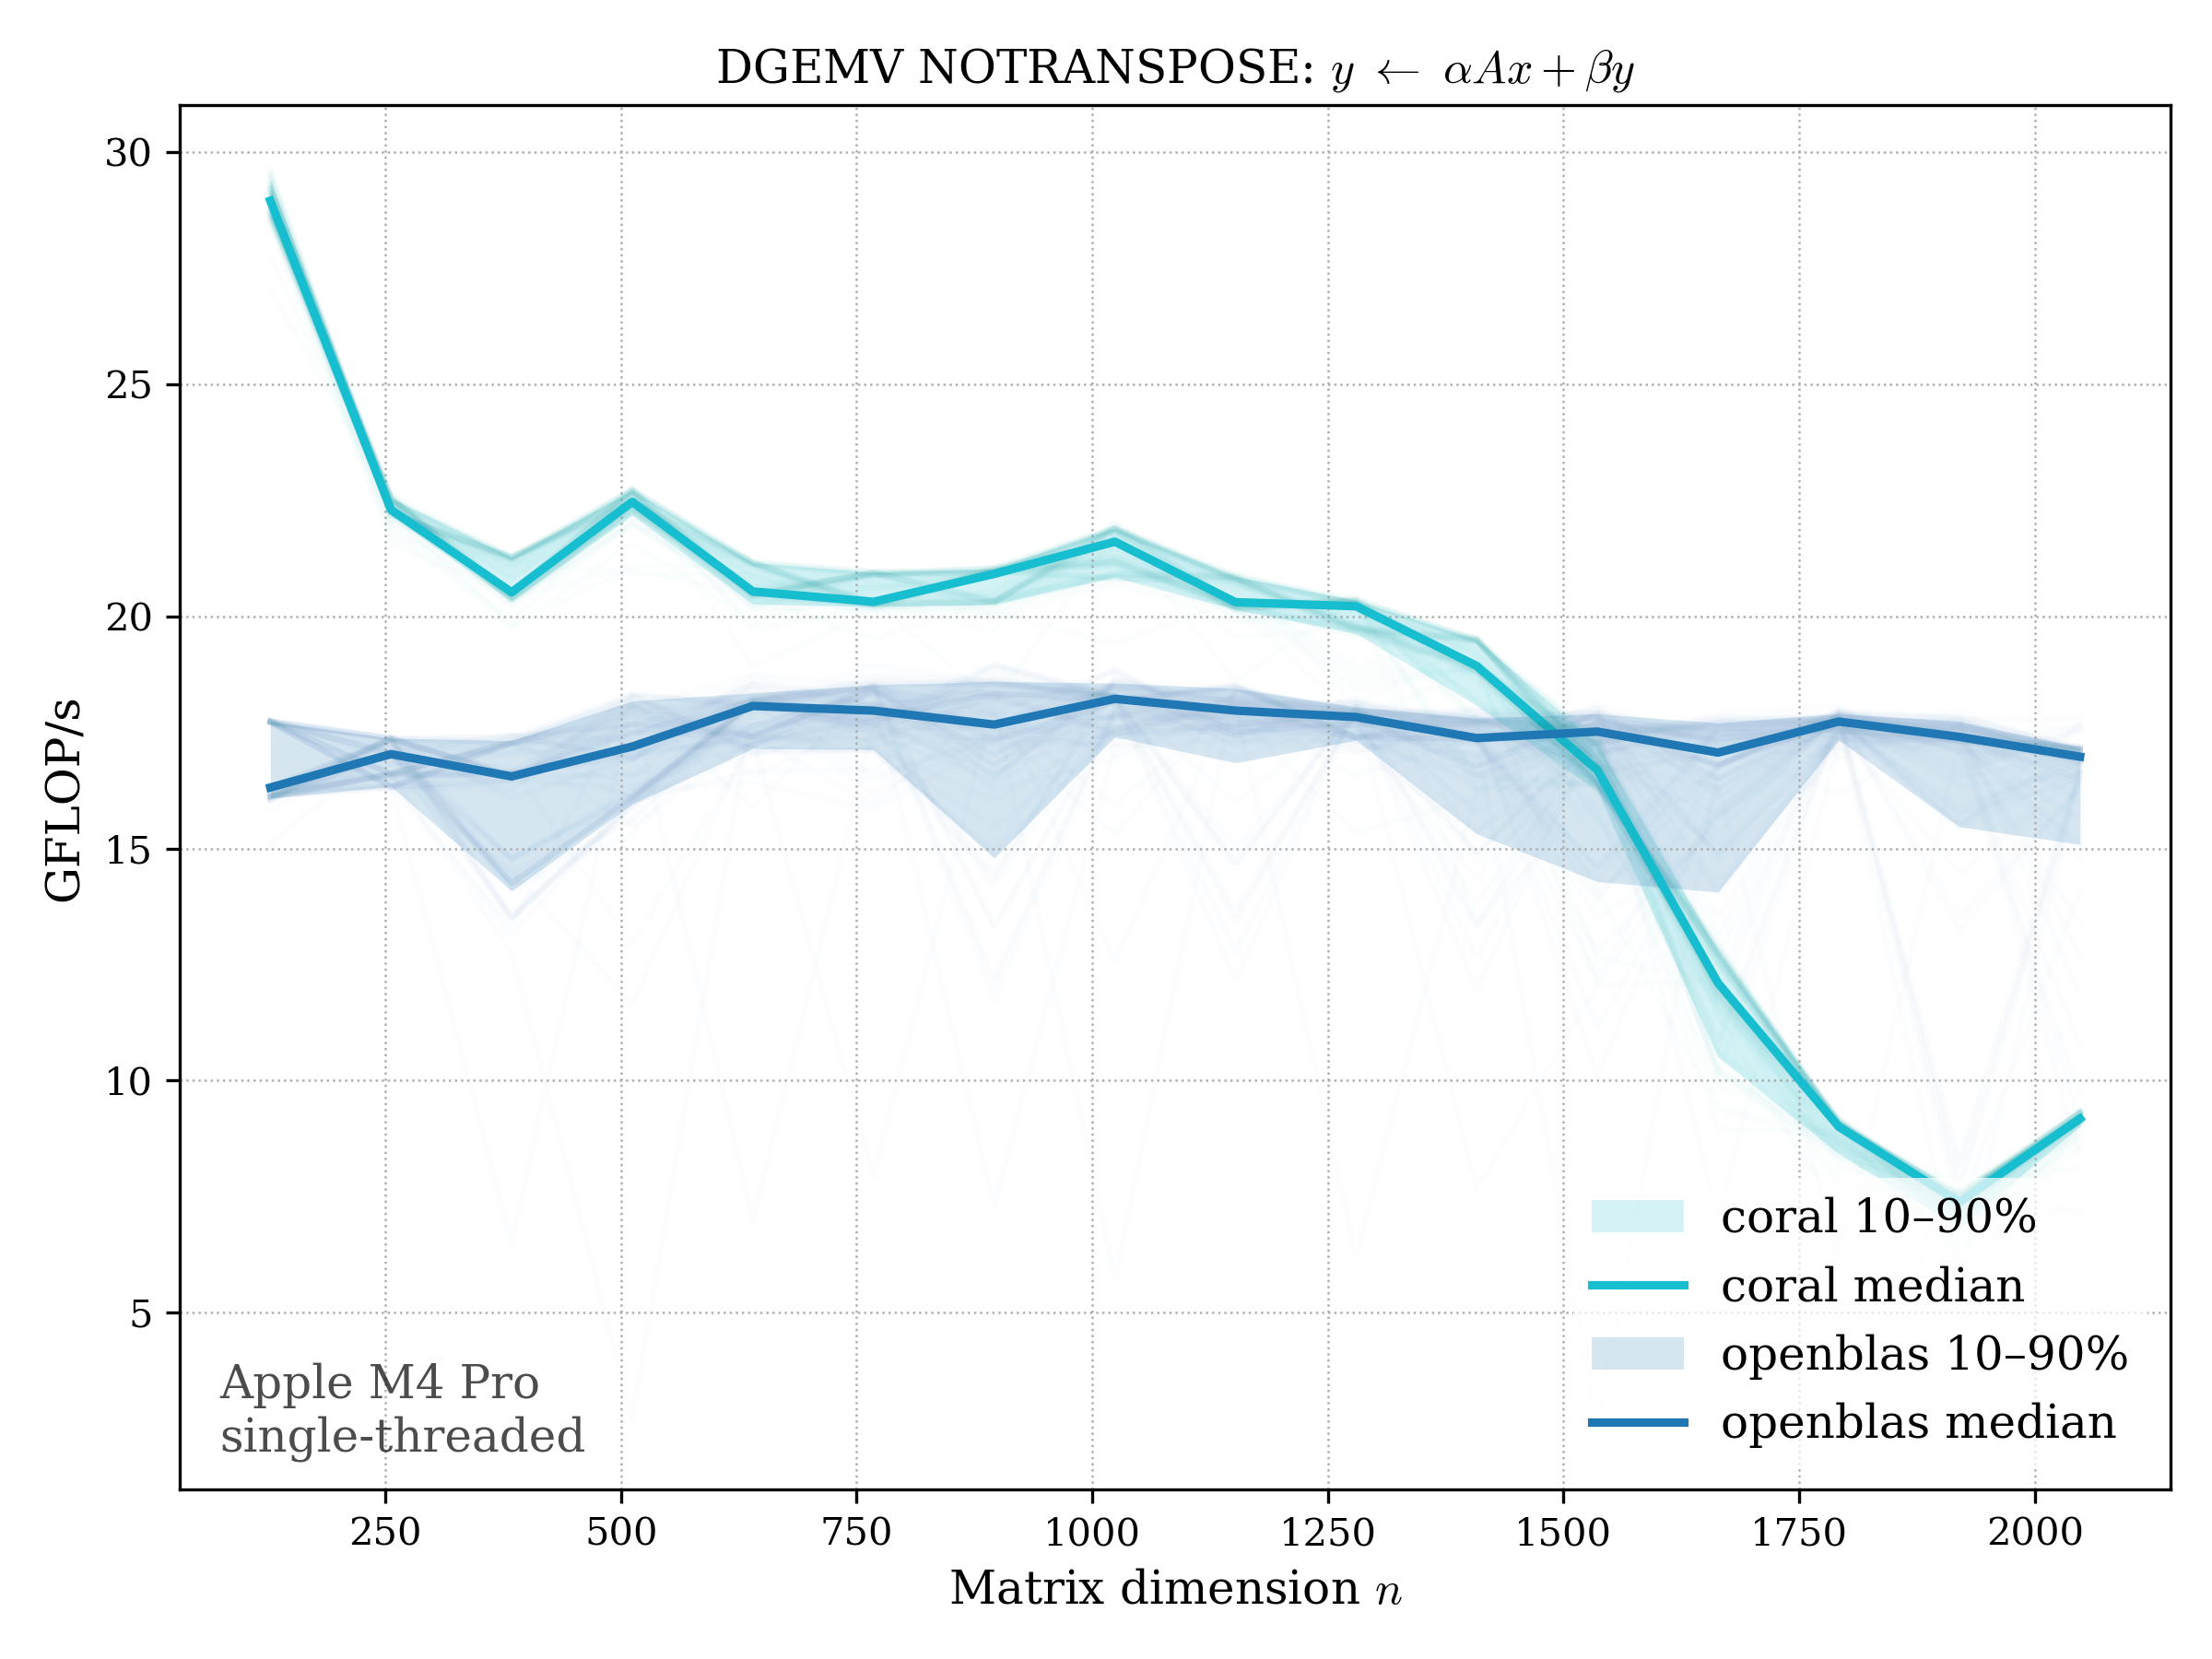 DGEMV NOTRANSPOSE: y ← αAx + βy
GFLOP/s
30
25
20
15
10
5
250 500 750 1000 1250 1500 1750 2000
Matrix dimension n
Apple M4 Pro
single-threaded
coral 10–90%
coral median
openblas 10–90%
openblas median